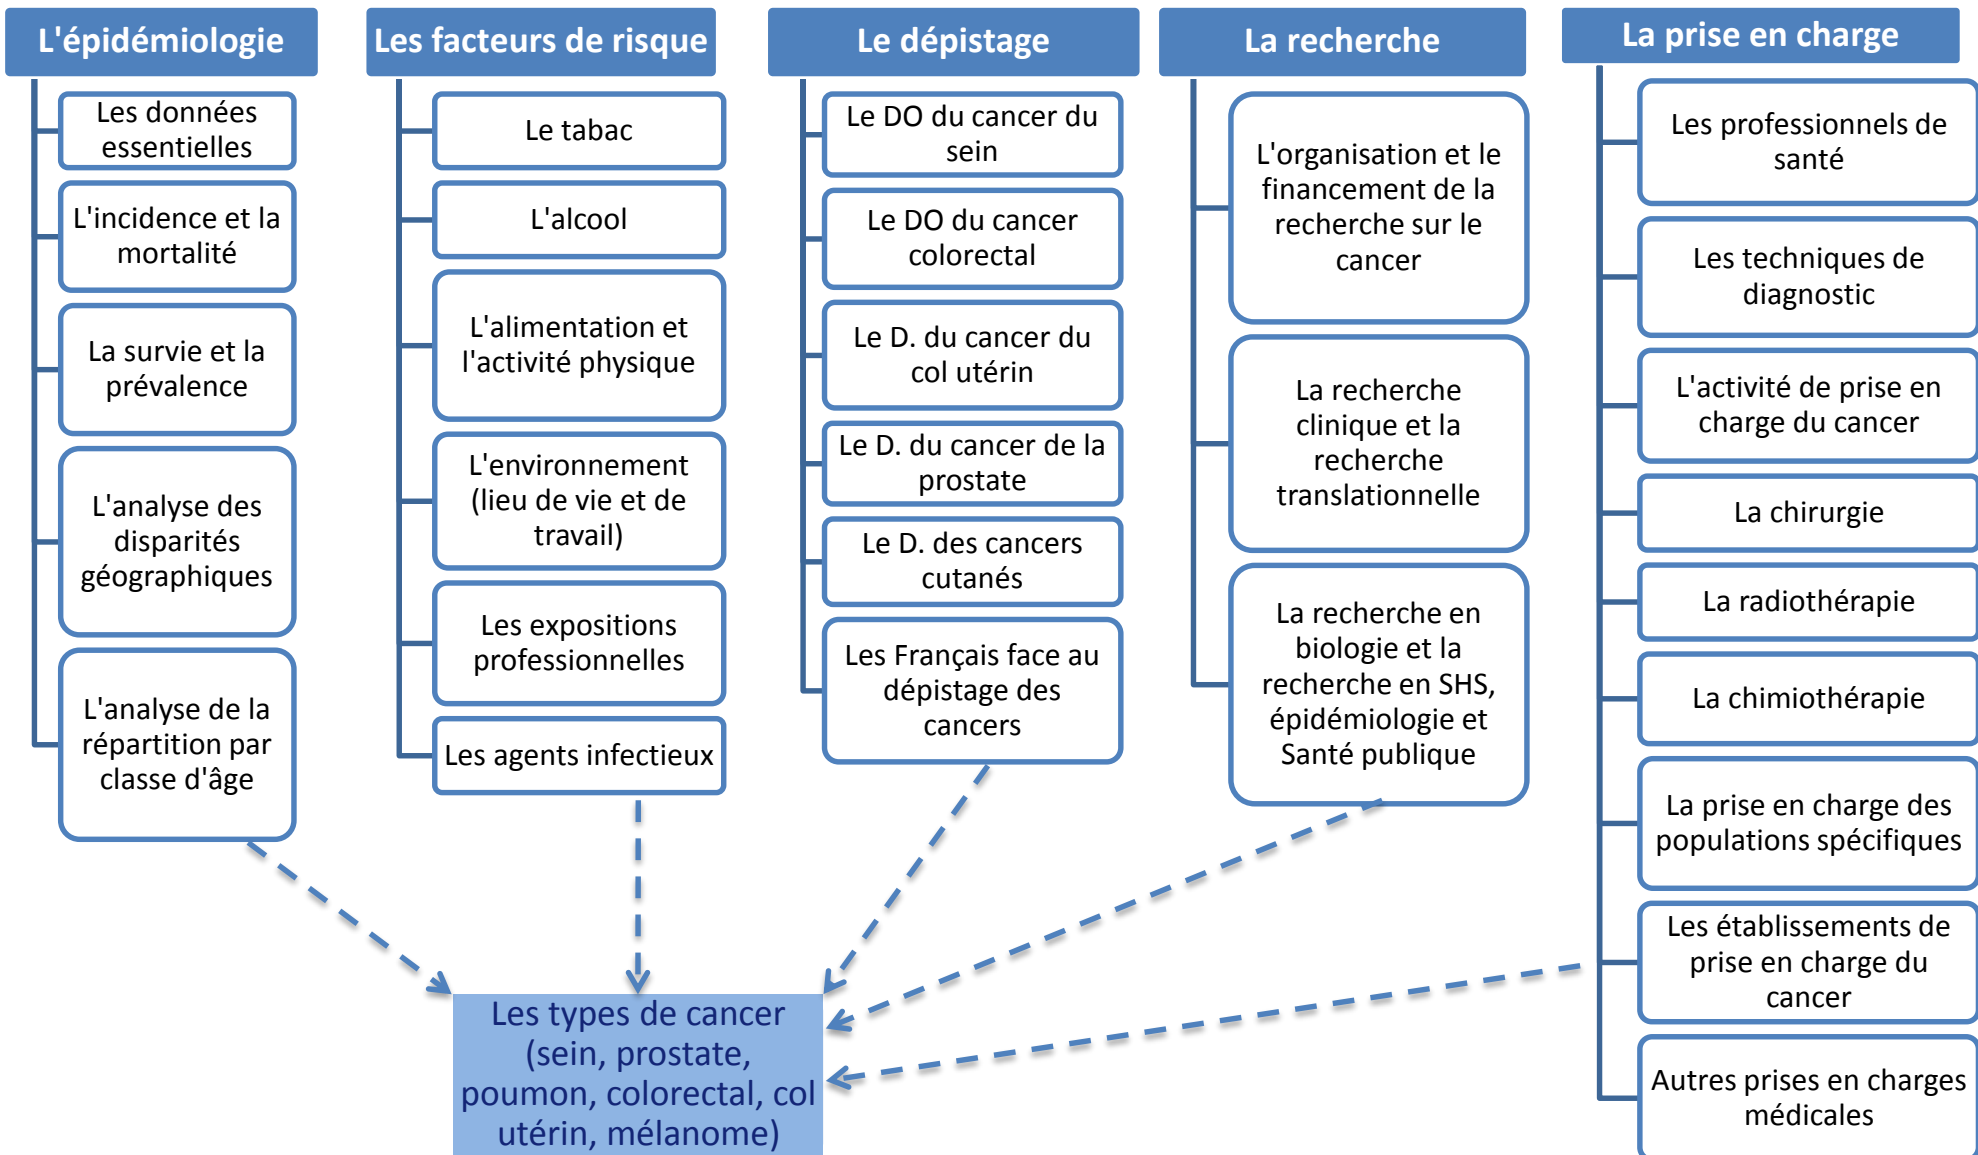 L'épidémiologie
Les données
essentielles
L'incidence et la
mortalité
La survie et la
prévalence
L'analyse des
disparités
géographiques
L'analyse de la
répartition par
classe d'âge
Les facteurs de risque
Le tabac
L'alcool
L'alimentation et
l'activité physique
L'environnement
(lieu de vie et de
travail)
Les expositions
professionnelles
Les agents infectieux
Le dépistage
Le DO du cancer du
sein
Le DO du cancer
colorectal
Le D. du cancer du
col utérin
Le D. du cancer de la
prostate
Le D. des cancers
cutanés
Les Français face au
dépistage des
cancers
La recherche
L'organisation et le
financement de la
recherche sur le
cancer
La recherche
clinique et la
recherche
translationnelle
La recherche en
biologie et la
recherche en SHS,
épidémiologie et
Santé publique
La prise en charge
Les professionnels de
santé
Les techniques de
diagnostic
L'activité de prise en
charge du cancer
La chirurgie
La radiothérapie
La chimiothérapie
La prise en charge des
populations spécifiques
Les établissements de
prise en charge du
cancer
Autres prises en charges
médicales
Les types de cancer
(sein, prostate,
poumon, colorectal, col
utérin, mélanome)